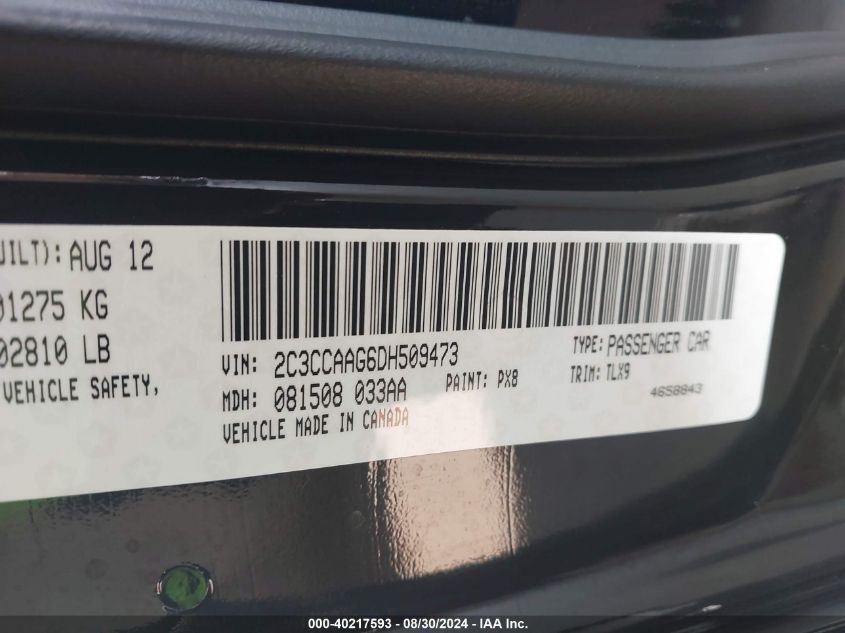 UILT): AUG 12
01275 KG
02810 LB
VEHICLE SAFETY,
VIN: 2C3CCAAG6DH509473
TYPE: PASSENGER CAR
MDH: 081508 033AA
PAINT: PX8
TRIM: TLX9
VEHICLE MADE IN CANADA
4658843
000-40217593 - 08/30/2024 - IAA Inc.